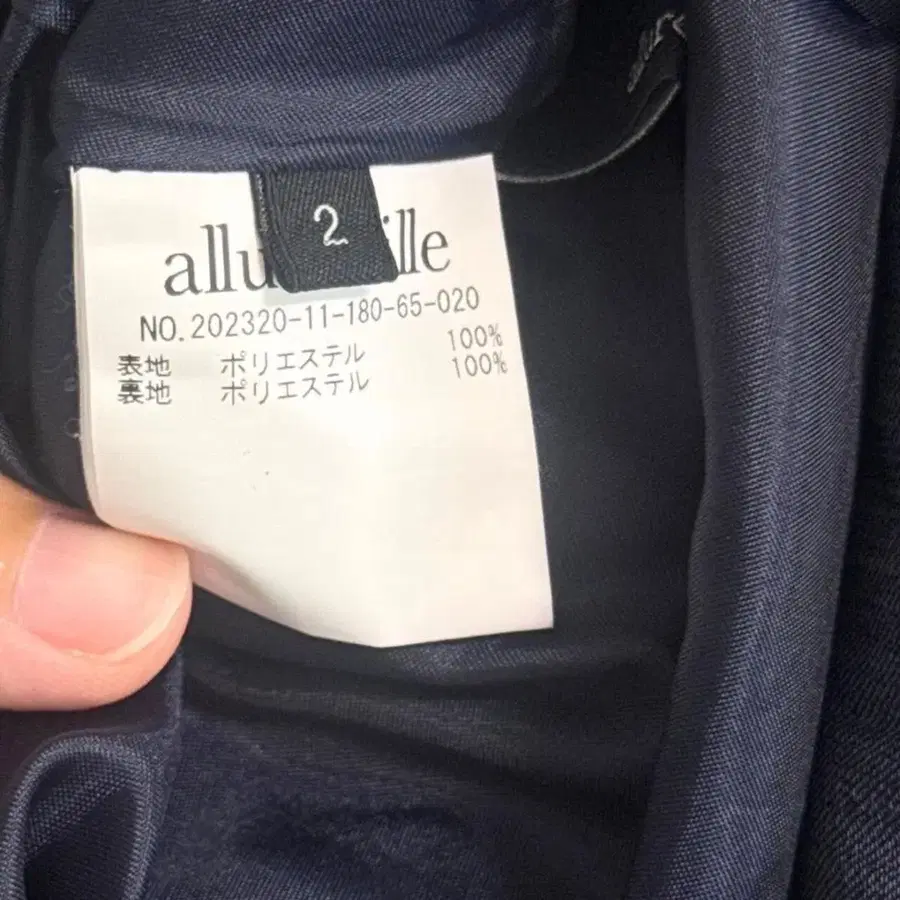 2
allu ille
NO.202320-11-180-65-020
表地 ポリエステル 100%
裏地 ポリエステル 100%